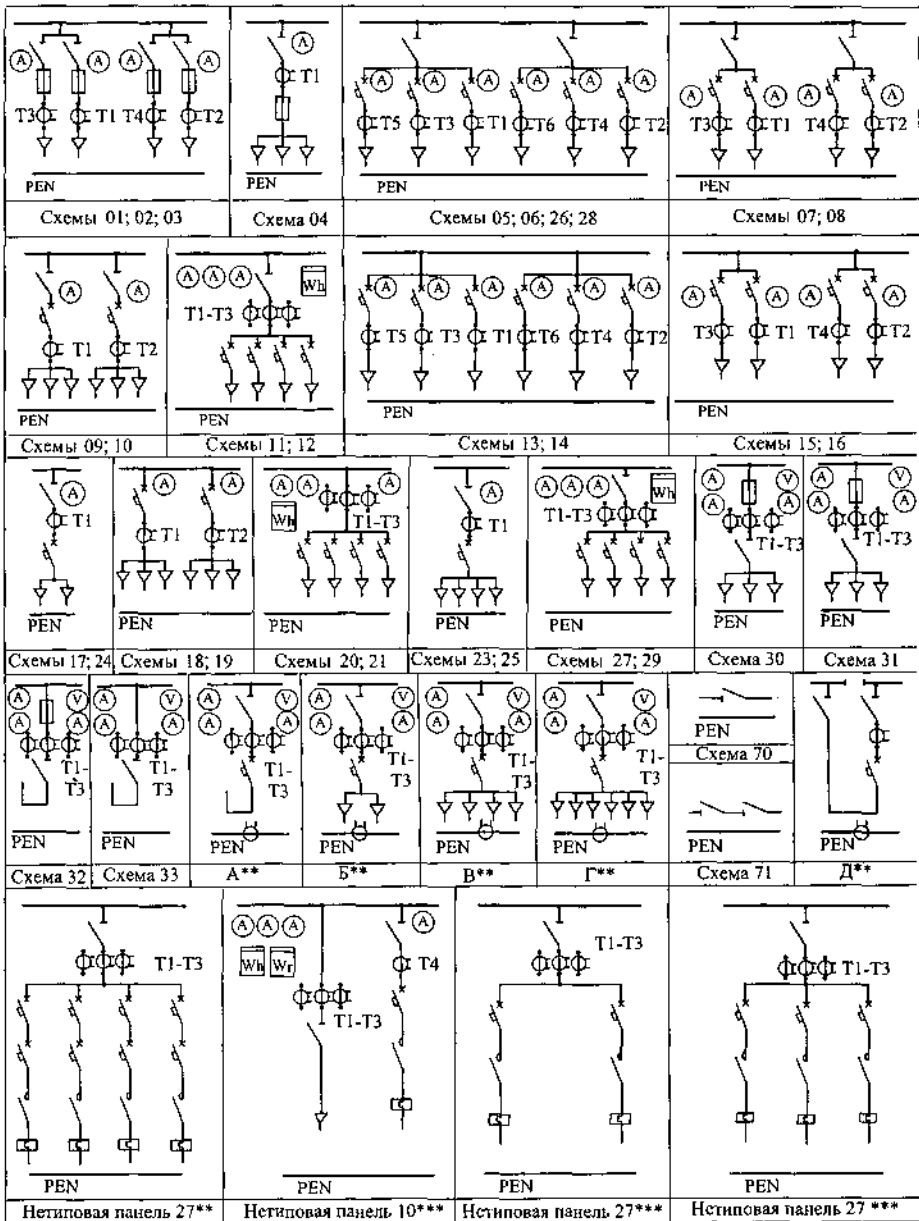 A A A A A A A A A A A A A A A A A
T3 T1 T4 T2 T1 T5 T3 T1 T6 T4 T2 T3 T1 T4 T2
PEN PEN PEN PEN
Схемы 01; 02; 03 Схема 04 Схемы 05; 06; 26; 28 Схемы 07; 08
A A A A A Wh A A A A A A A A A A
T1 T2 T1-T3 T5 T3 T1 T6 T4 T2 T3 T1 T4 T2
PEN PEN PEN PEN
Схемы 09; 10 Схемы 11; 12 Схемы 13; 14 Схемы 15; 16
A A A A A Wh A A A A Wh A A V A A A V A
T1 T1 T2 T1-T3 T1 T1-T3 T1-T3 T1-T3
PEN PEN PEN PEN PEN PEN PEN
Схемы 17; 24 Схемы 18; 19 Схемы 20; 21 Схемы 23; 25 Схемы 27; 29 Схема 30 Схема 31
A V A A A V A A A V A A A V A A A V A A A V A A
T1-T3 T1-T3 T1-T3 T1-T3 T1-T3 T1-T3
PEN
Схема 70
PEN PEN PEN PEN PEN PEN PEN PEN
Схема 32 Схема 33 А** Б** В** Г** Схема 71 Д**
T1-T3 A A A Wh Wr T1-T3 A T4 T1-T3 T1-T3
PEN PEN PEN PEN
Нетиповая панель 27** Нетиповая панель 10*** Нетиповая панель 27*** Нетиповая панель 27 ***